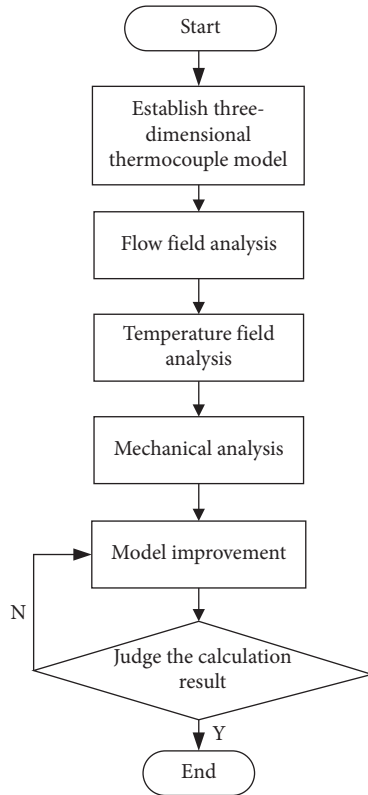 Start
Establish three-
dimensional
thermocouple model
Flow field analysis
Temperature field
analysis
Mechanical analysis
Model improvement
N
Judge the calculation
result
Y
End